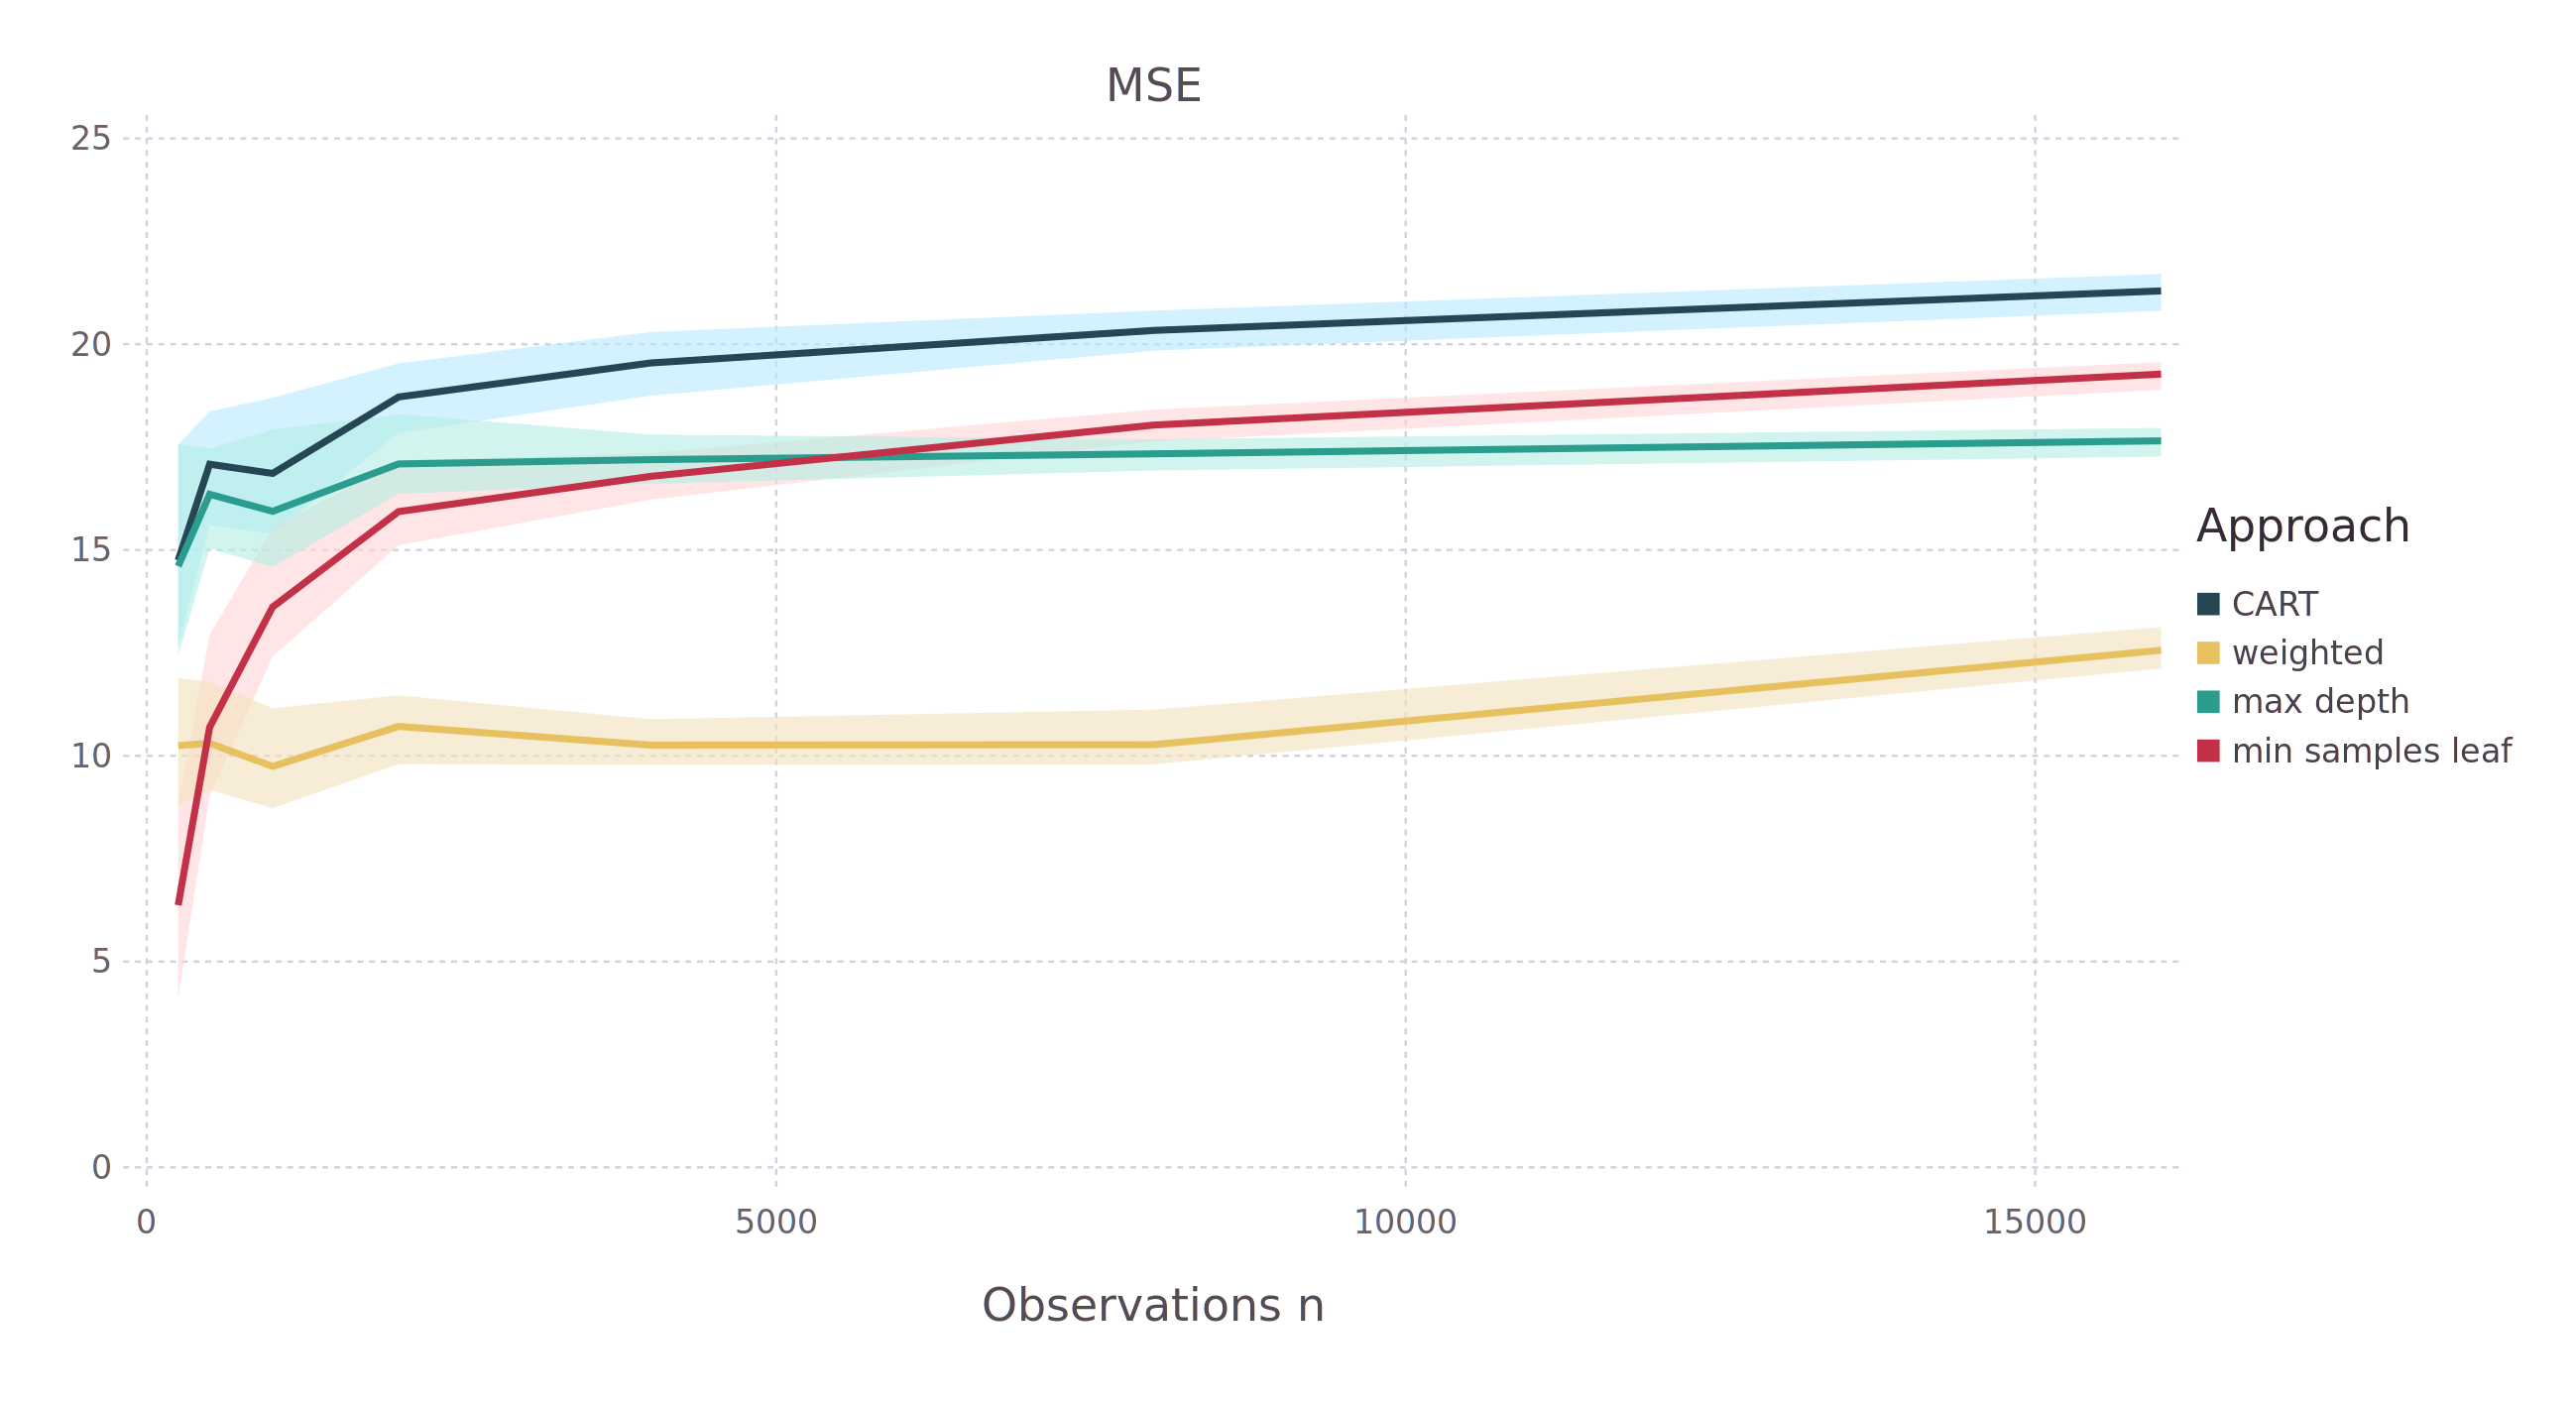 MSE
25
20
15
10
5
0
0 5000 10000 15000
Observations n
Approach
CART
weighted
max depth
min samples leaf